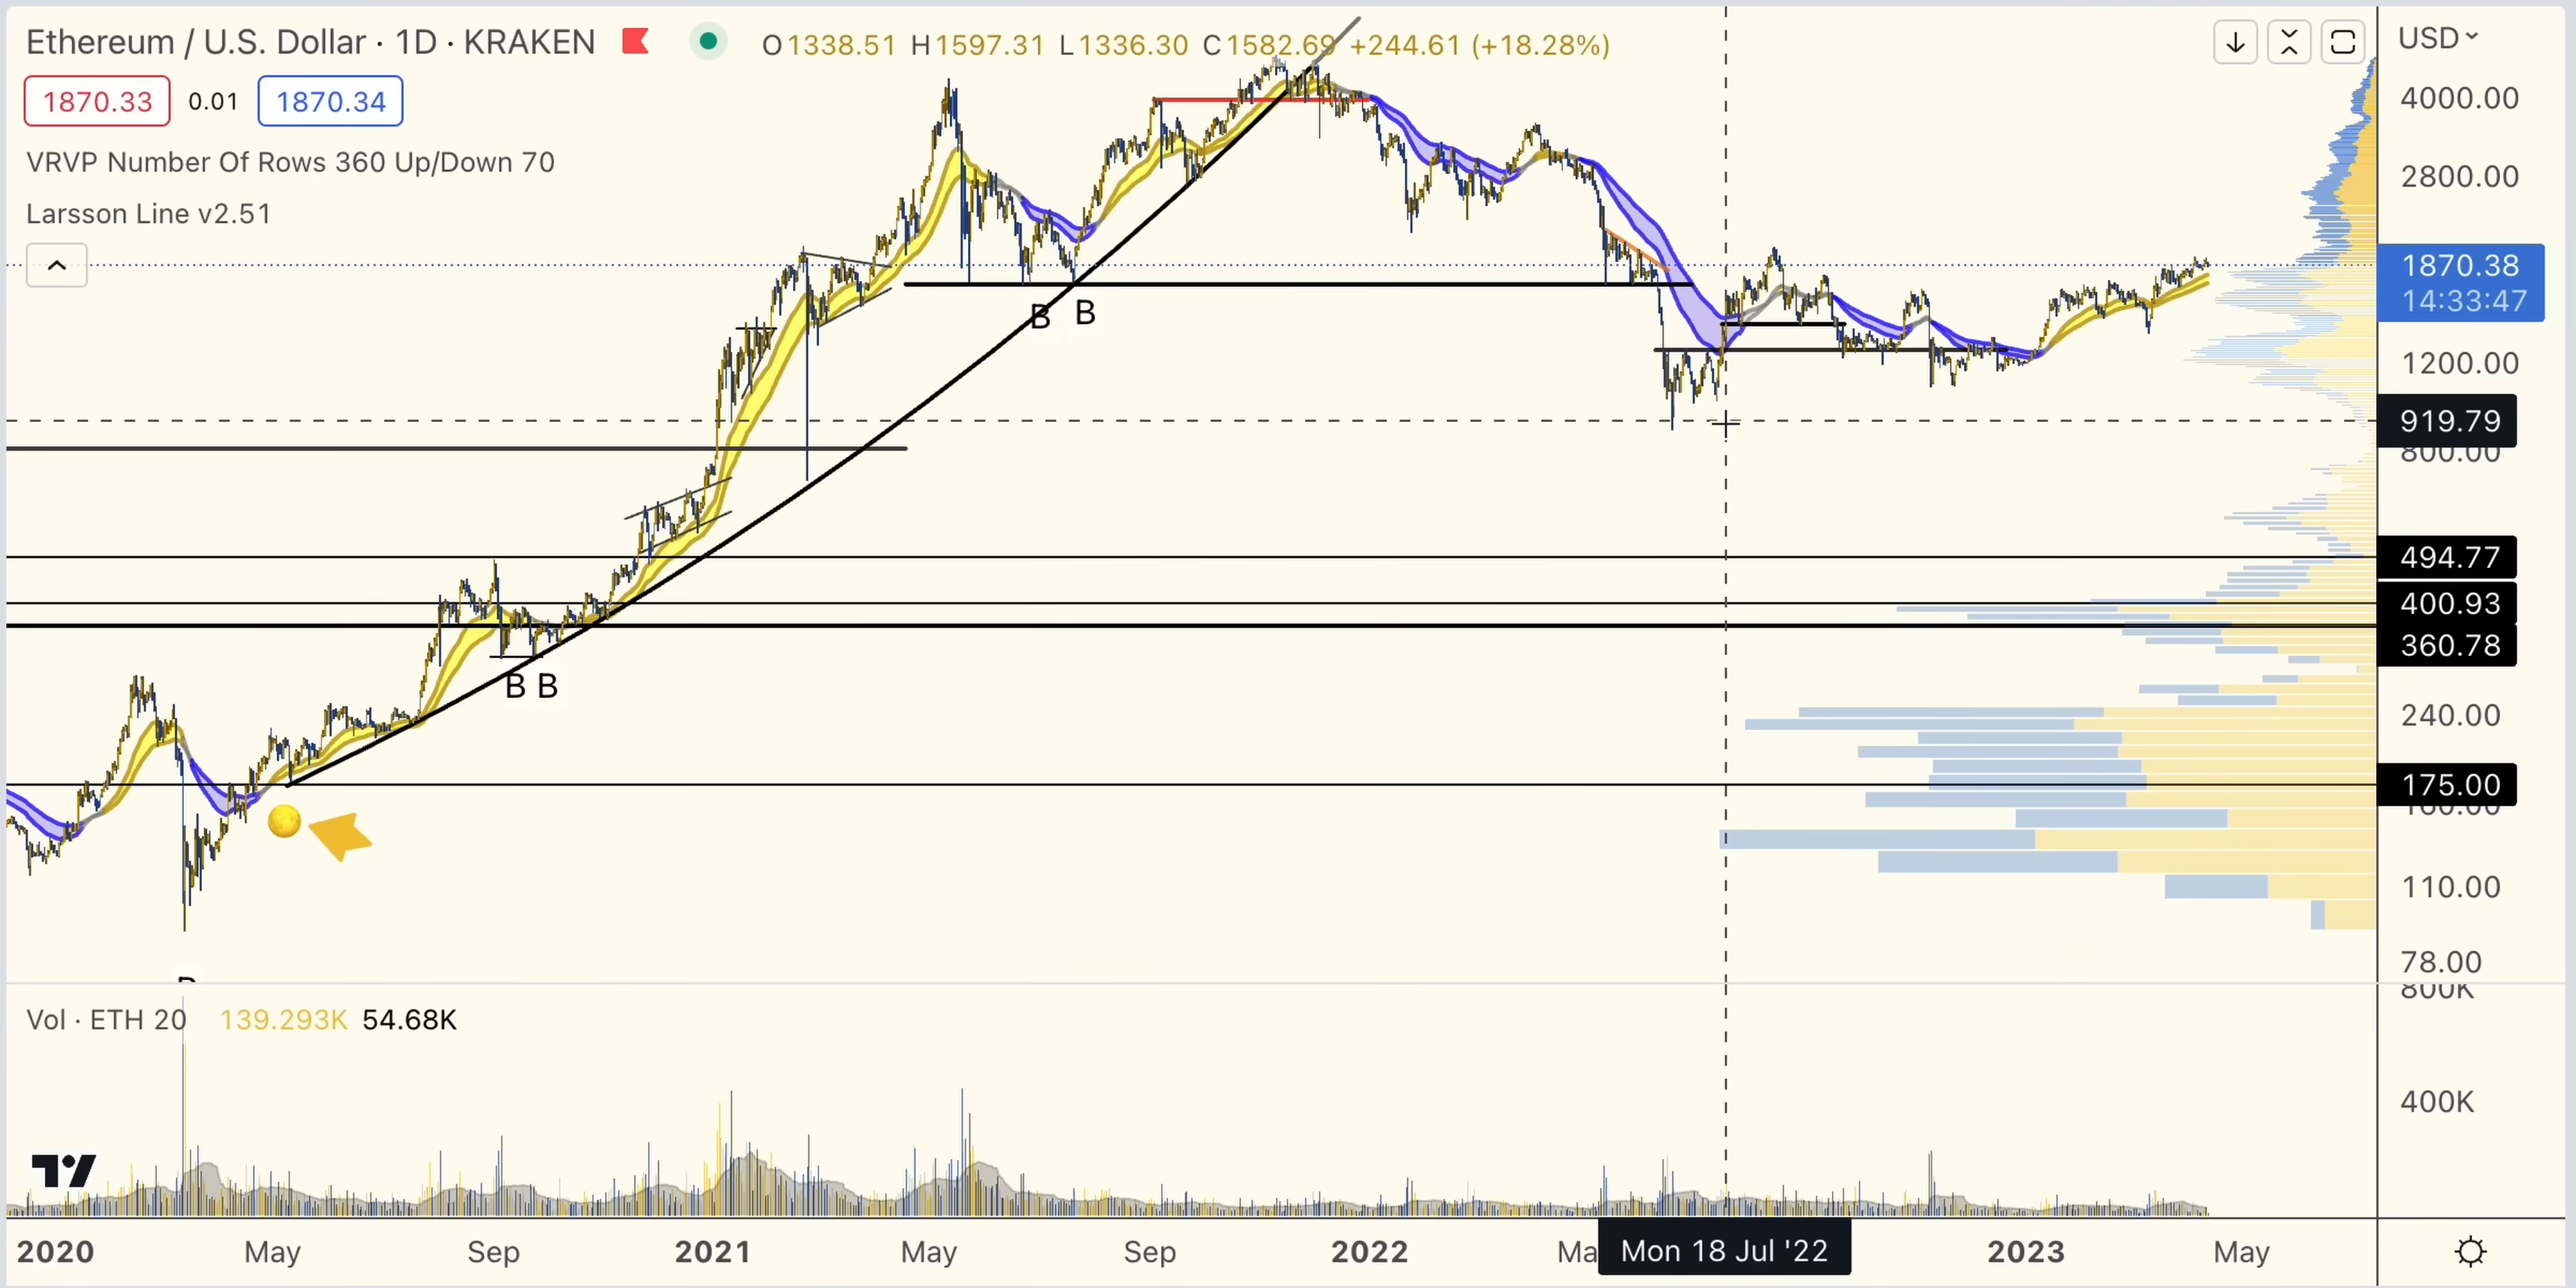 Ethereum / U.S. Dollar · 1D · KRAKEN O1338.51 H1597.31 L1336.30 C1582.69 +244.61 (+18.28%)
USD
1870.33 0.01 1870.34
4000.00
VRVP Number Of Rows 360 Up/Down 70
2800.00
Larsson Line v2.51
1870.38
14:33:47
B B
1200.00
919.79
800.00
494.77
400.93
360.78
B B
240.00
175.00
160.00
110.00
78.00
800K
Vol · ETH 20 139.293K 54.68K
400K
2020 May Sep 2021 May Sep 2022 Ma Mon 18 Jul '22 2023 May